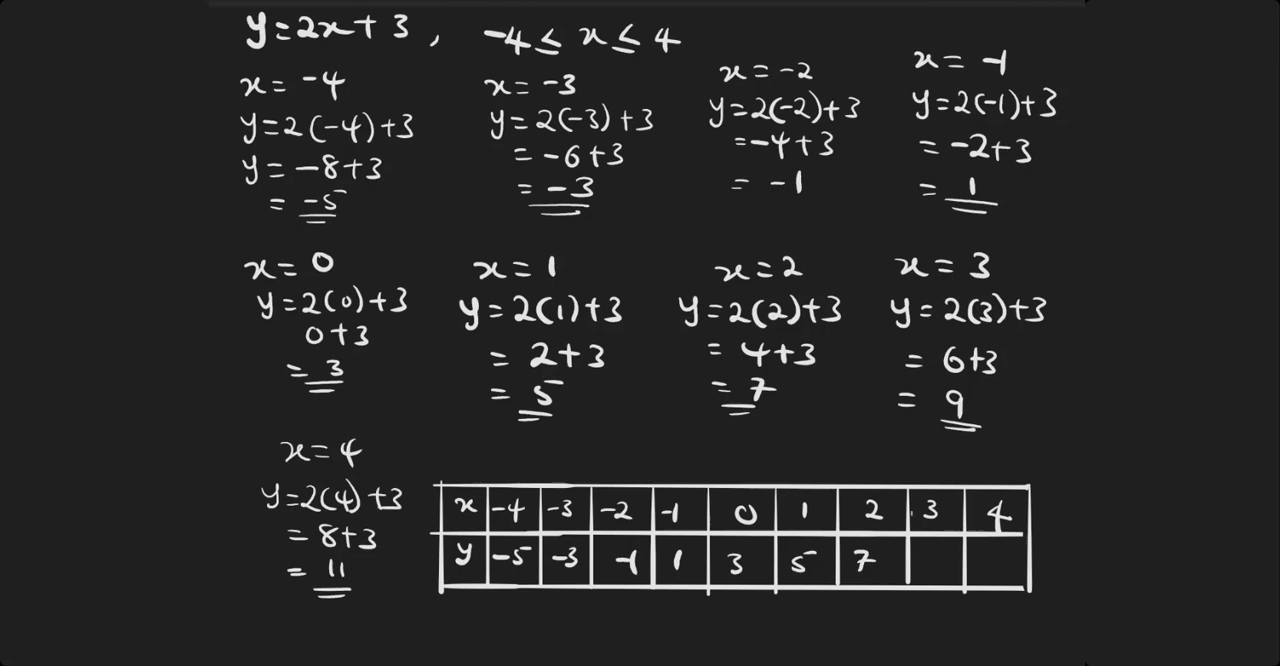 y=2x+3, -4≤ x ≤ 4
x= -4
y=2(-4)+3
y= -8+3
= -5
x= -3
y=2(-3)+3
= -6+3
= -3
x=-2
y=2(-2)+3
=-4+3
= -1
x= -1
y=2(-1)+3
= -2+3
= 1
x= 0
y=2(0)+3
0+3
= 3
x=1
y=2(1)+3
= 2+3
= 5
x=2
y=2(2)+3
= 4+3
= 7
x= 3
y=2(3)+3
= 6+3
= 9
x=4
y=2(4)+3
= 8+3
= 11
x -4 -3 -2 -1 0 1 2 3 4
y -5 -3 -1 1 3 5 7